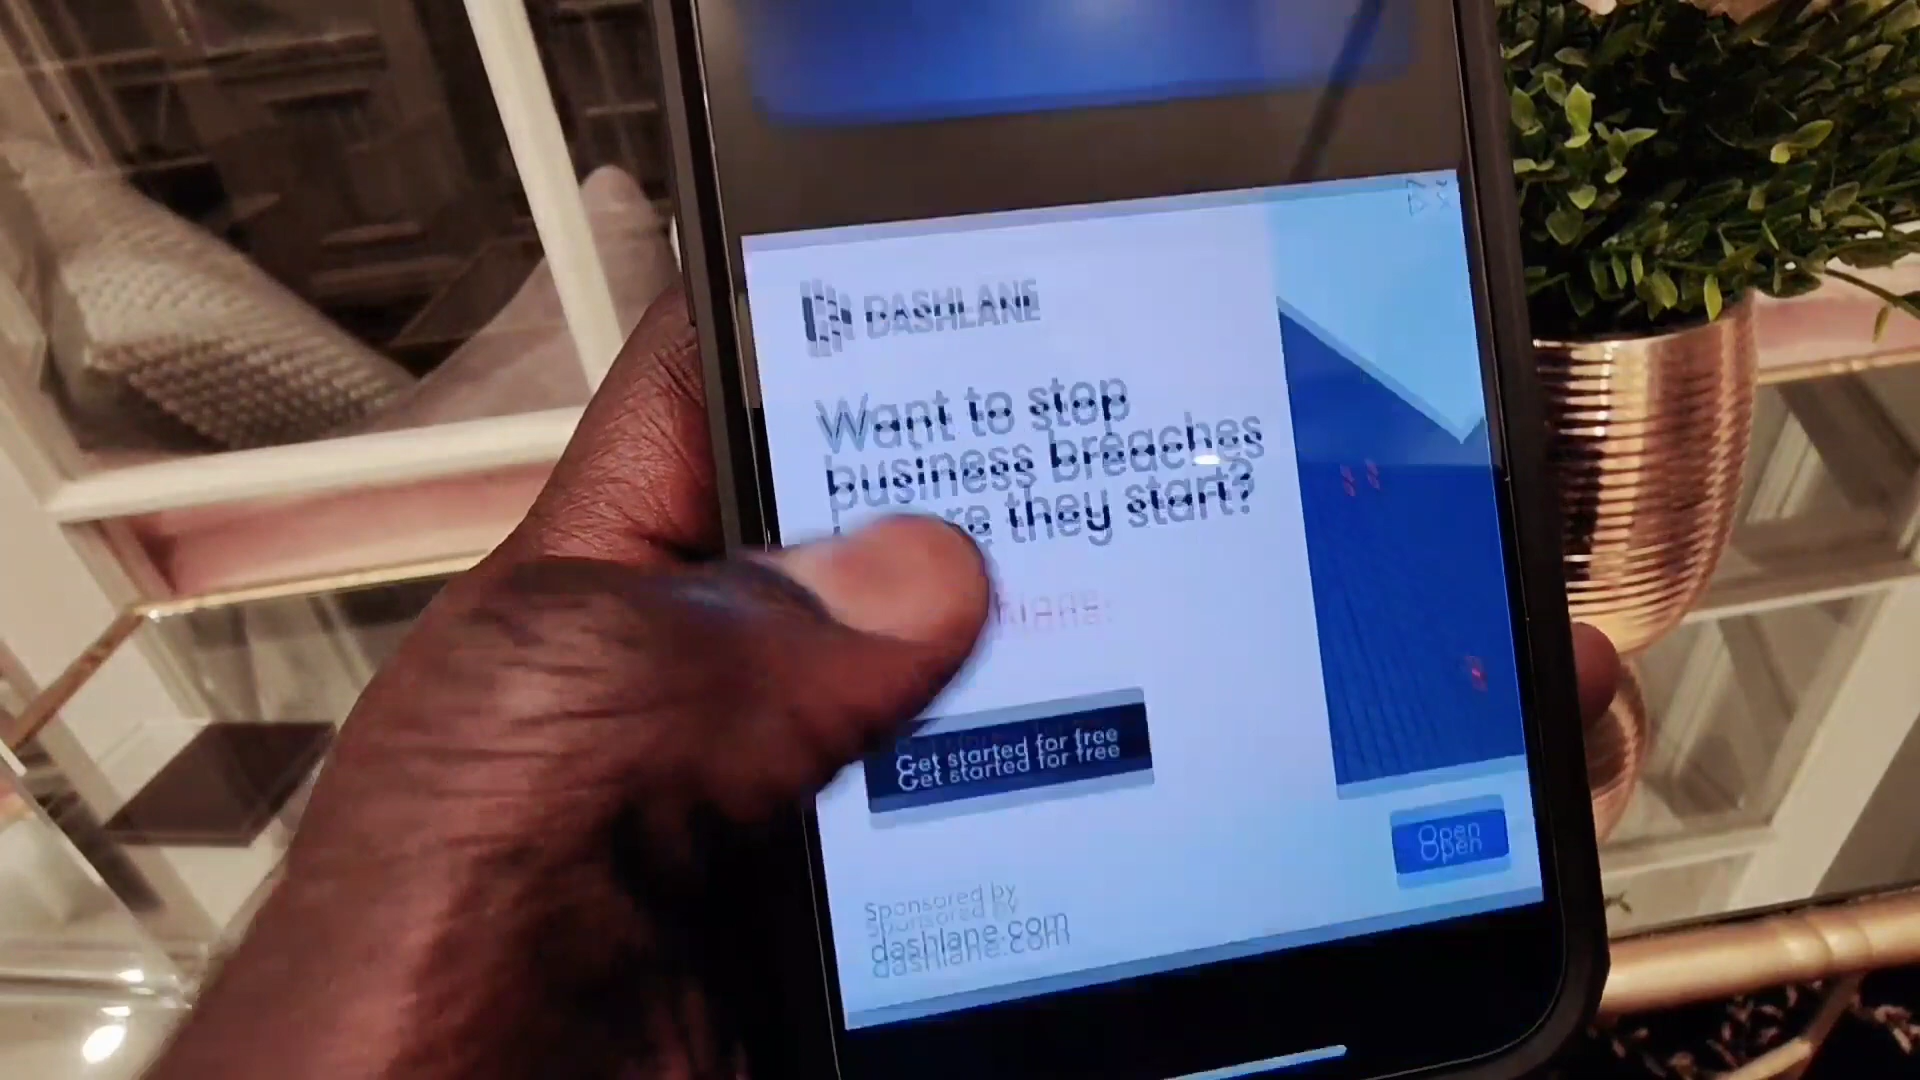 DASHLANE
Want to stop
business breaches
they start?
Get started for free
Open
Sponsored by
dashlane.com